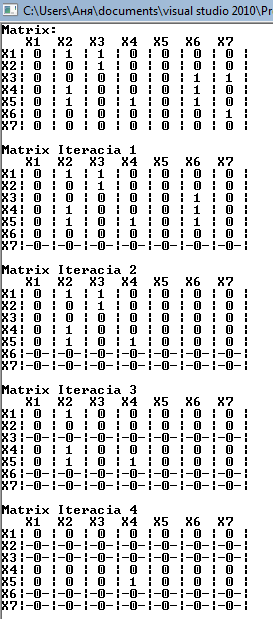 C:\Users\Аня\documents\visual studio 2010\Pr
Matrix:
X1 X2 X3 X4 X5 X6 X7
X1¦ 0 ¦ 1 ¦ 1 ¦ 0 ¦ 0 ¦ 0 ¦ 0 ¦
X2¦ 0 ¦ 0 ¦ 1 ¦ 0 ¦ 0 ¦ 0 ¦ 0 ¦
X3¦ 0 ¦ 0 ¦ 0 ¦ 0 ¦ 0 ¦ 1 ¦ 1 ¦
X4¦ 0 ¦ 1 ¦ 0 ¦ 0 ¦ 0 ¦ 1 ¦ 0 ¦
X5¦ 0 ¦ 1 ¦ 0 ¦ 1 ¦ 0 ¦ 1 ¦ 0 ¦
X6¦ 0 ¦ 0 ¦ 0 ¦ 0 ¦ 0 ¦ 0 ¦ 1 ¦
X7¦ 0 ¦ 0 ¦ 0 ¦ 0 ¦ 0 ¦ 0 ¦ 0 ¦
Matrix Iteracia 1
X1 X2 X3 X4 X5 X6 X7
X1¦ 0 ¦ 1 ¦ 1 ¦ 0 ¦ 0 ¦ 0 ¦ 0 ¦
X2¦ 0 ¦ 0 ¦ 1 ¦ 0 ¦ 0 ¦ 0 ¦ 0 ¦
X3¦ 0 ¦ 0 ¦ 0 ¦ 0 ¦ 0 ¦ 1 ¦ 0 ¦
X4¦ 0 ¦ 1 ¦ 0 ¦ 0 ¦ 0 ¦ 1 ¦ 0 ¦
X5¦ 0 ¦ 1 ¦ 0 ¦ 1 ¦ 0 ¦ 1 ¦ 0 ¦
X6¦ 0 ¦ 0 ¦ 0 ¦ 0 ¦ 0 ¦ 0 ¦ 0 ¦
X7¦-0-¦-0-¦-0-¦-0-¦-0-¦-0-¦-0-¦
Matrix Iteracia 2
X1 X2 X3 X4 X5 X6 X7
X1¦ 0 ¦ 1 ¦ 1 ¦ 0 ¦ 0 ¦ 0 ¦ 0 ¦
X2¦ 0 ¦ 0 ¦ 1 ¦ 0 ¦ 0 ¦ 0 ¦ 0 ¦
X3¦ 0 ¦ 0 ¦ 0 ¦ 0 ¦ 0 ¦ 0 ¦ 0 ¦
X4¦ 0 ¦ 1 ¦ 0 ¦ 0 ¦ 0 ¦ 0 ¦ 0 ¦
X5¦ 0 ¦ 1 ¦ 0 ¦ 1 ¦ 0 ¦ 0 ¦ 0 ¦
X6¦-0-¦-0-¦-0-¦-0-¦-0-¦-0-¦-0-¦
X7¦-0-¦-0-¦-0-¦-0-¦-0-¦-0-¦-0-¦
Matrix Iteracia 3
X1 X2 X3 X4 X5 X6 X7
X1¦ 0 ¦ 1 ¦ 0 ¦ 0 ¦ 0 ¦ 0 ¦ 0 ¦
X2¦ 0 ¦ 0 ¦ 0 ¦ 0 ¦ 0 ¦ 0 ¦ 0 ¦
X3¦-0-¦-0-¦-0-¦-0-¦-0-¦-0-¦-0-¦
X4¦ 0 ¦ 1 ¦ 0 ¦ 0 ¦ 0 ¦ 0 ¦ 0 ¦
X5¦ 0 ¦ 1 ¦ 0 ¦ 1 ¦ 0 ¦ 0 ¦ 0 ¦
X6¦-0-¦-0-¦-0-¦-0-¦-0-¦-0-¦-0-¦
X7¦-0-¦-0-¦-0-¦-0-¦-0-¦-0-¦-0-¦
Matrix Iteracia 4
X1 X2 X3 X4 X5 X6 X7
X1¦ 0 ¦ 0 ¦ 0 ¦ 0 ¦ 0 ¦ 0 ¦ 0 ¦
X2¦-0-¦-0-¦-0-¦-0-¦-0-¦-0-¦-0-¦
X3¦-0-¦-0-¦-0-¦-0-¦-0-¦-0-¦-0-¦
X4¦ 0 ¦ 0 ¦ 0 ¦ 0 ¦ 0 ¦ 0 ¦ 0 ¦
X5¦ 0 ¦ 0 ¦ 0 ¦ 1 ¦ 0 ¦ 0 ¦ 0 ¦
X6¦-0-¦-0-¦-0-¦-0-¦-0-¦-0-¦-0-¦
X7¦-0-¦-0-¦-0-¦-0-¦-0-¦-0-¦-0-¦